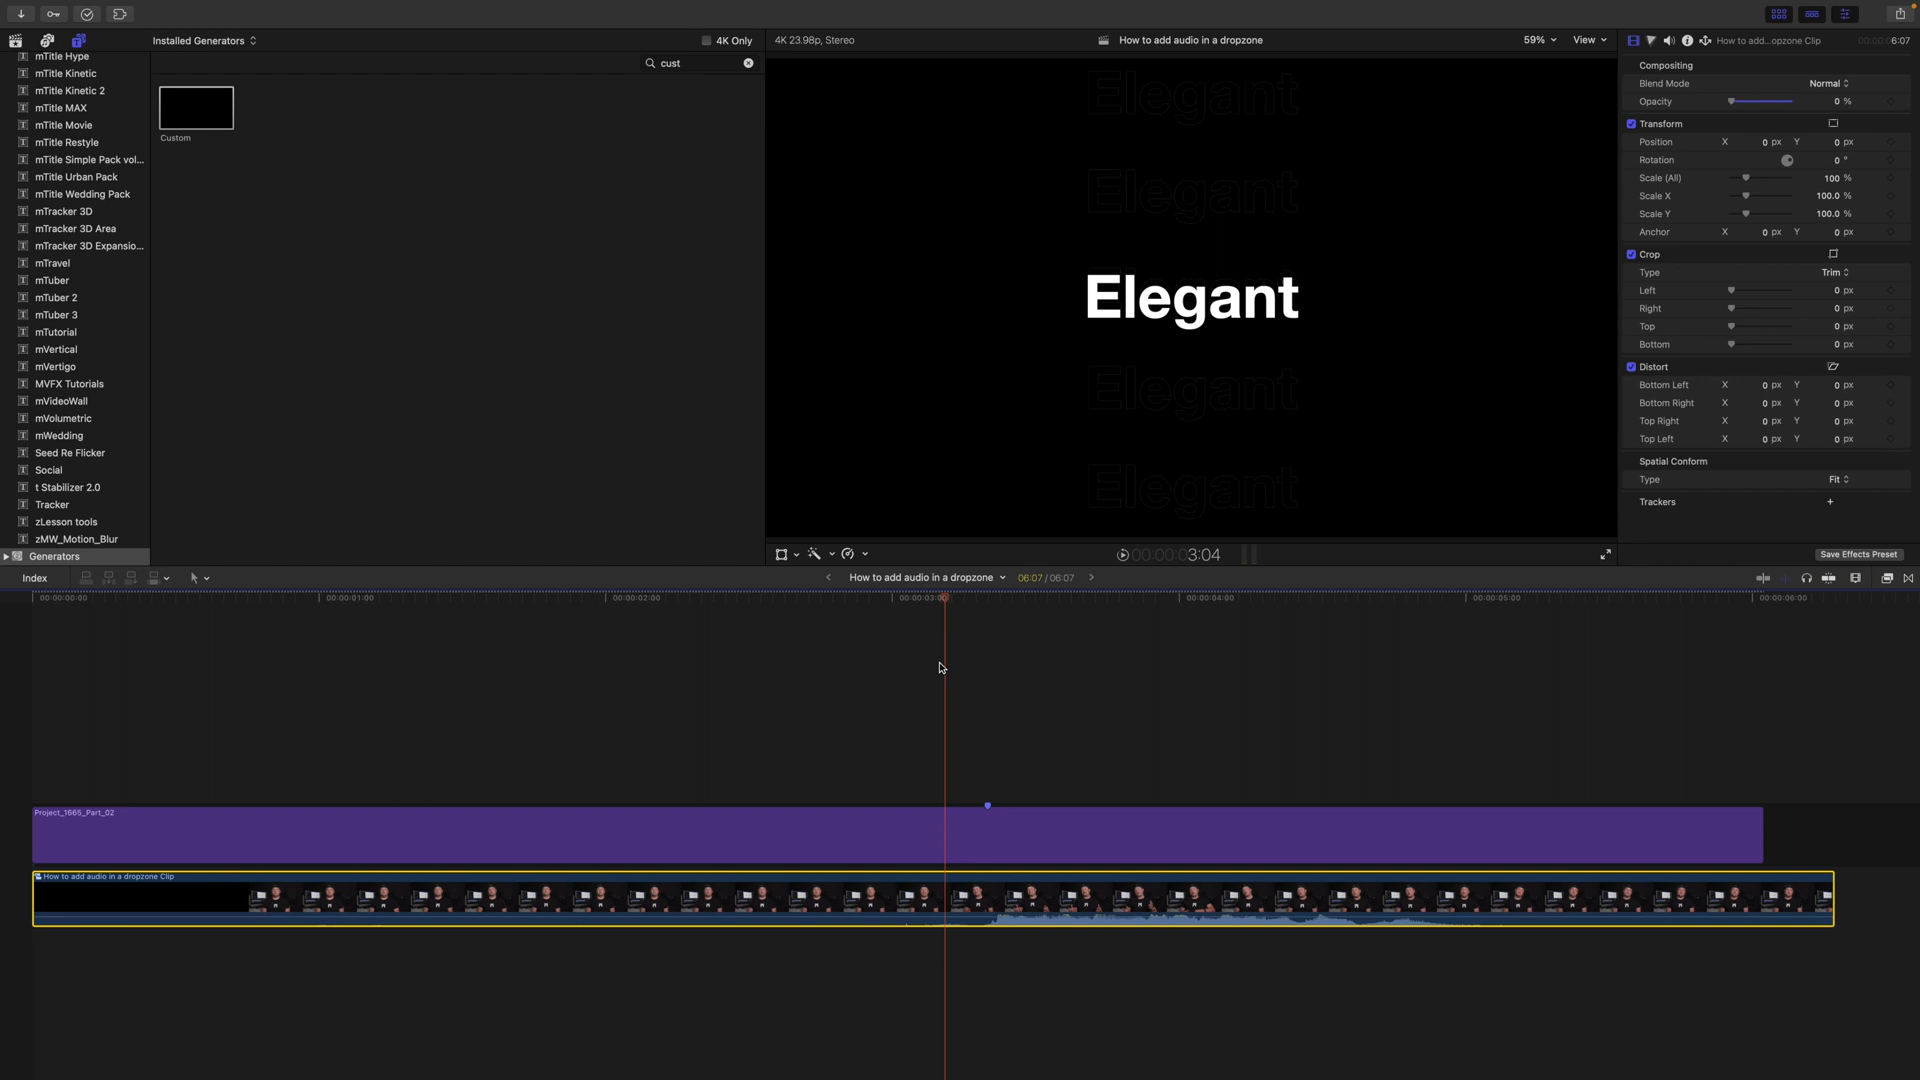 Installed Generators
4K Only
4K 23.98p, Stereo
How to add audio in a dropzone
59%
View
How to add...opzone Clip
6:07
mTitle Hype
mTitle Kinetic
mTitle Kinetic 2
mTitle MAX
mTitle Movie
mTitle Restyle
mTitle Simple Pack vol...
mTitle Urban Pack
mTitle Wedding Pack
mTracker 3D
mTracker 3D Area
mTracker 3D Expansio...
mTravel
mTuber
mTuber 2
mTuber 3
mTutorial
mVertical
mVertigo
MVFX Tutorials
mVideoWall
mVolumetric
mWedding
Seed Re Flicker
Social
t Stabilizer 2.0
Tracker
zLesson tools
zMW_Motion_Blur
Generators
cust
Custom
Elegant
Elegant
Elegant
Elegant
Elegant
00:00:00:03:04
Compositing
Blend Mode Normal
Opacity 0 %
Transform
Position X 0 px Y 0 px
Rotation 0 °
Scale (All) 100 %
Scale X 100.0 %
Scale Y 100.0 %
Anchor X 0 px Y 0 px
Crop
Type Trim
Left 0 px
Right 0 px
Top 0 px
Bottom 0 px
Distort
Bottom Left X 0 px Y 0 px
Bottom Right X 0 px Y 0 px
Top Right X 0 px Y 0 px
Top Left X 0 px Y 0 px
Spatial Conform
Type Fit
Trackers +
Save Effects Preset
Index
How to add audio in a dropzone
06:07 / 06:07
00:00:00:00
00:00:01:00
00:00:02:00
00:00:03:00
00:00:04:00
00:00:05:00
00:00:06:00
Project_1665_Part_02
How to add audio in a dropzone Clip